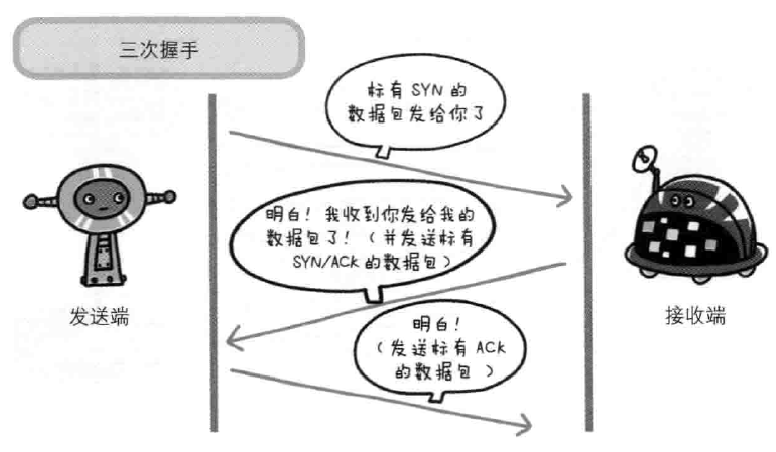 三次握手
标有 SYN 的
数据包发给你了
明白！我收到你发给我的
数据包了！（并发送标有
SYN/ACK 的数据包）
发送端
接收端
明白！
（发送标有 ACK
的数据包）